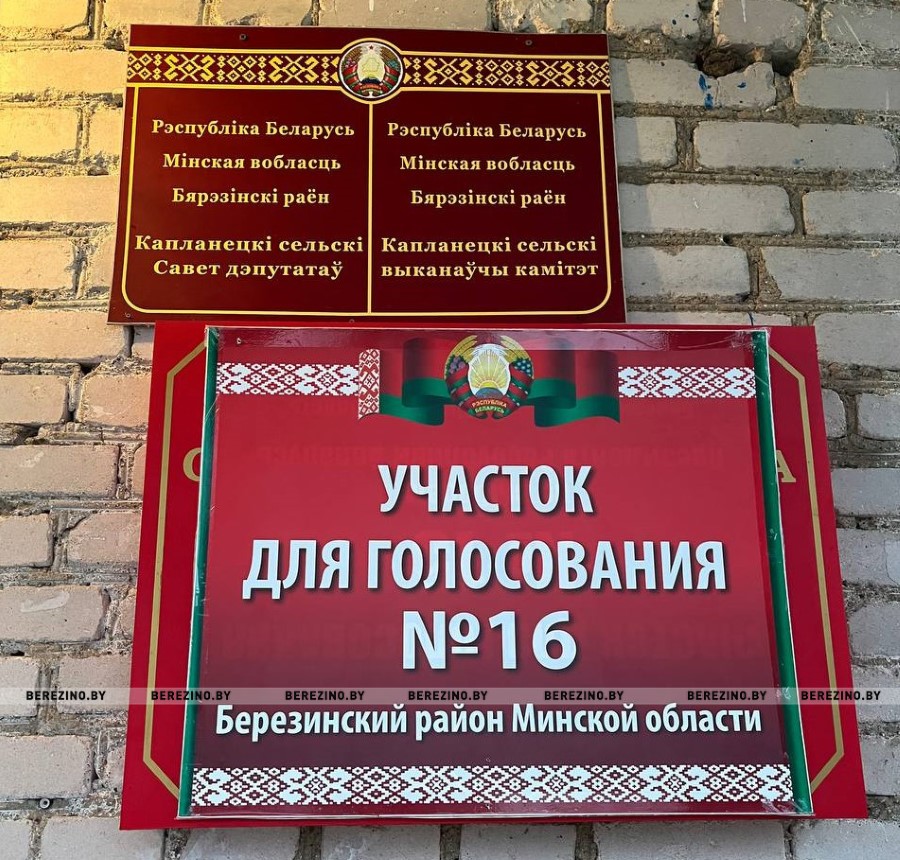 Рэспубліка Беларусь
Мінская вобласць
Бярэзінскі раён
Капланецкі сельскі
Савет дэпутатаў
Рэспубліка Беларусь
Мінская вобласць
Бярэзінскі раён
Капланецкі сельскі
выканаўчы камітэт
РЭСПУБЛІКА
БЕЛАРУСЬ
УЧАСТОК
ДЛЯ ГОЛОСОВАНИЯ
№16
BEREZINO.BY BEREZINO.BY BEREZINO.BY BEREZINO.BY BEREZINO.BY BEREZINO.BY BEREZINO.BY
Березинский район Минской области